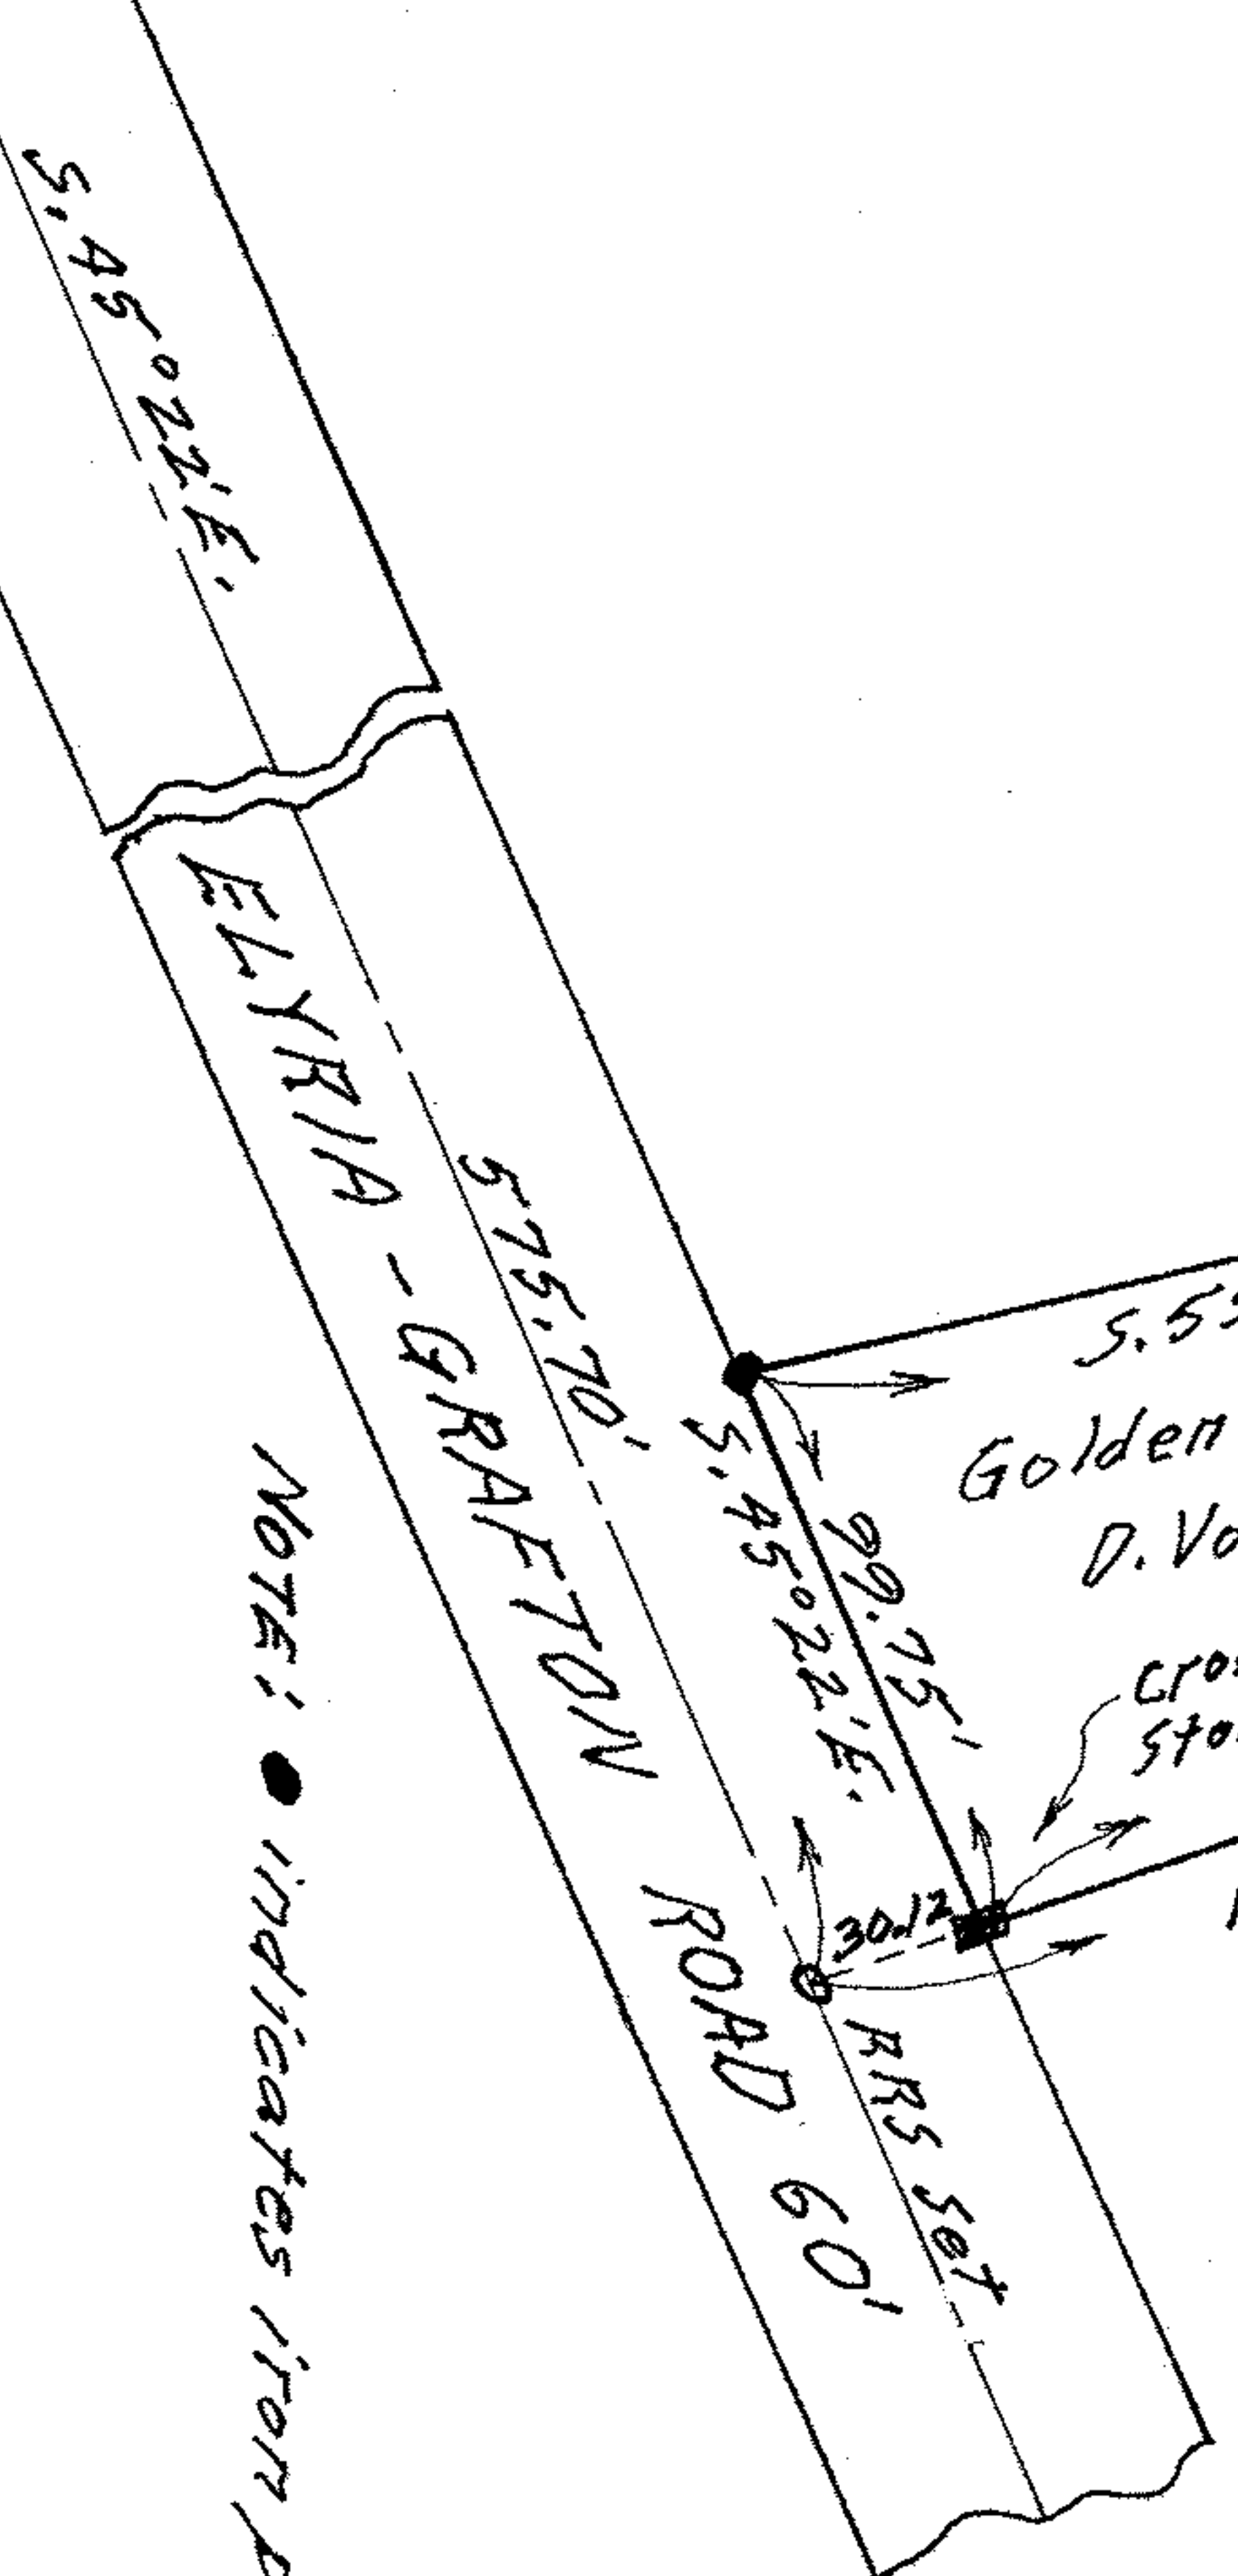 S. 45°22'E.
ELYRIA - GRAFTON ROAD 60'
575.70'
S. 45°22'E.
99.75'
Golden
30.12
RRS Set
NOTE: ● indicates iron